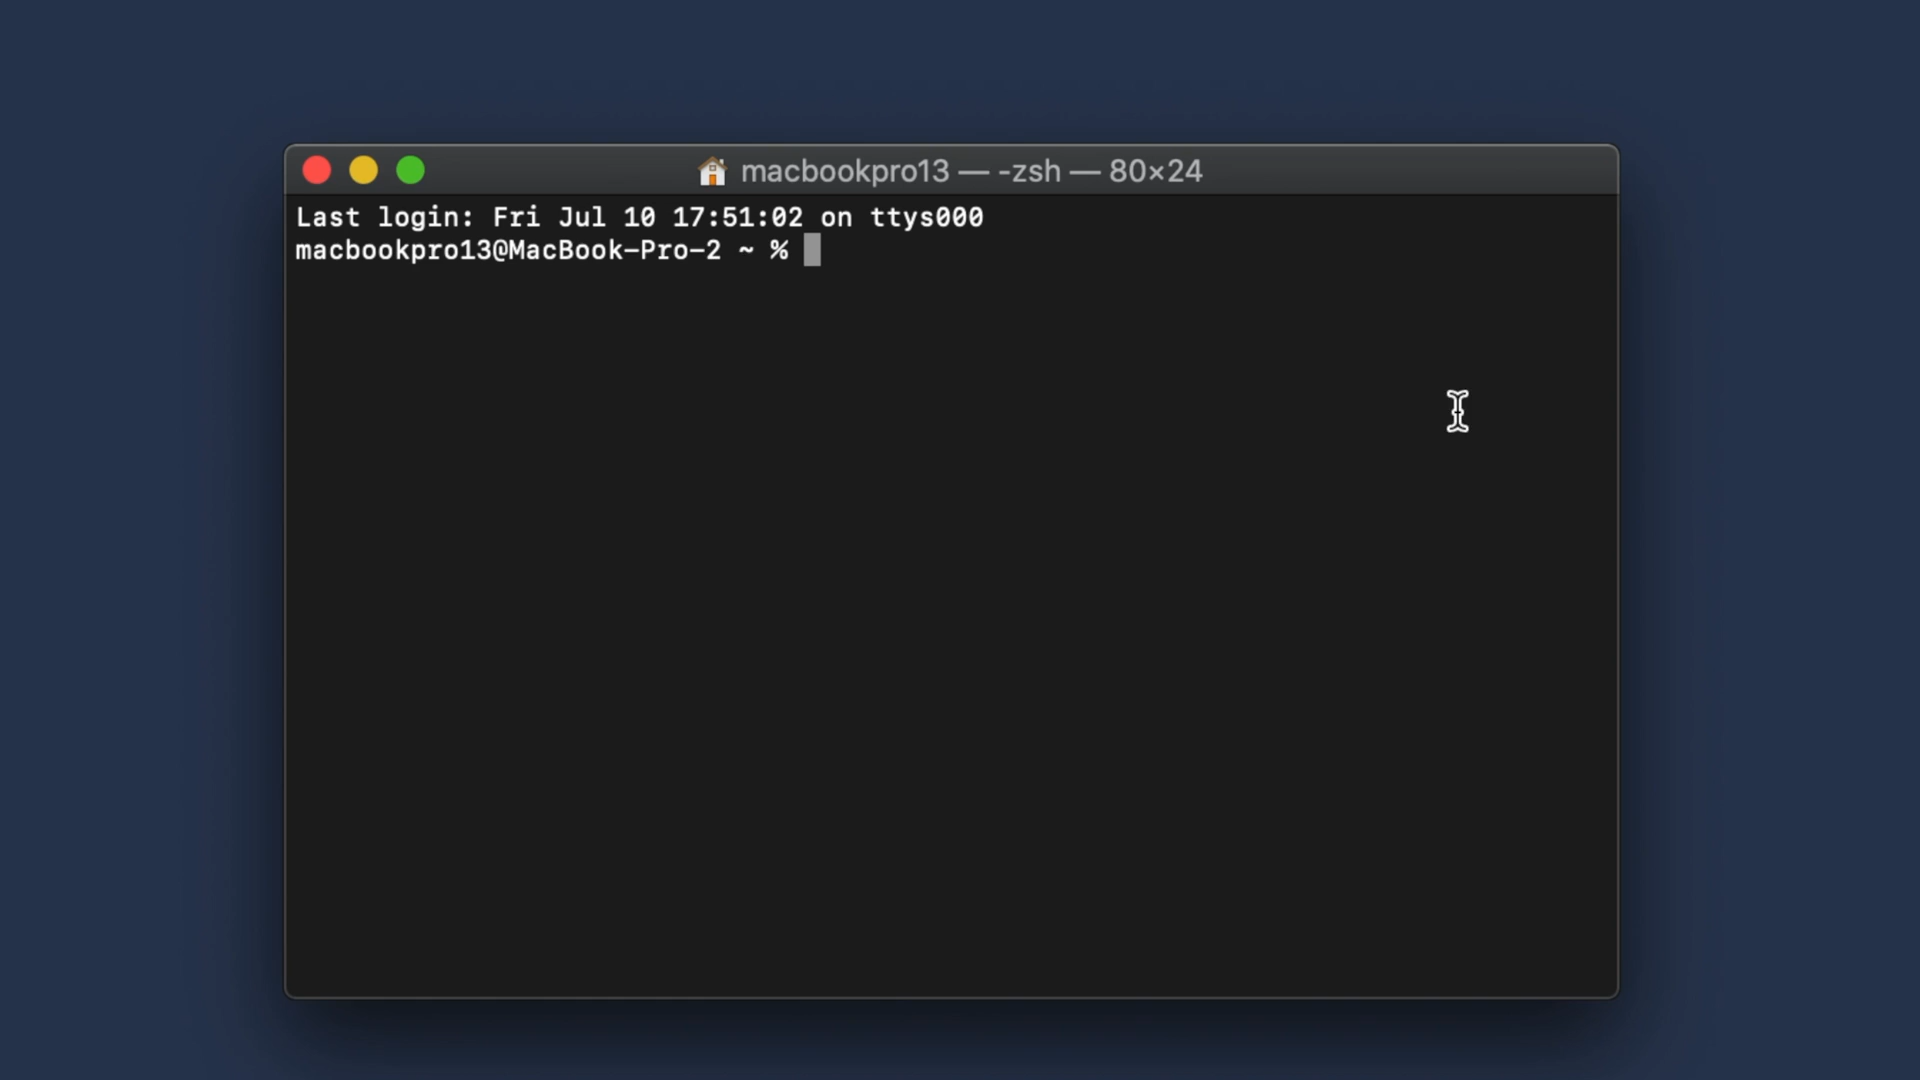 macbookpro13 — -zsh — 80×24
Last login: Fri Jul 10 17:51:02 on ttys000
macbookpro13@MacBook-Pro-2 ~ %